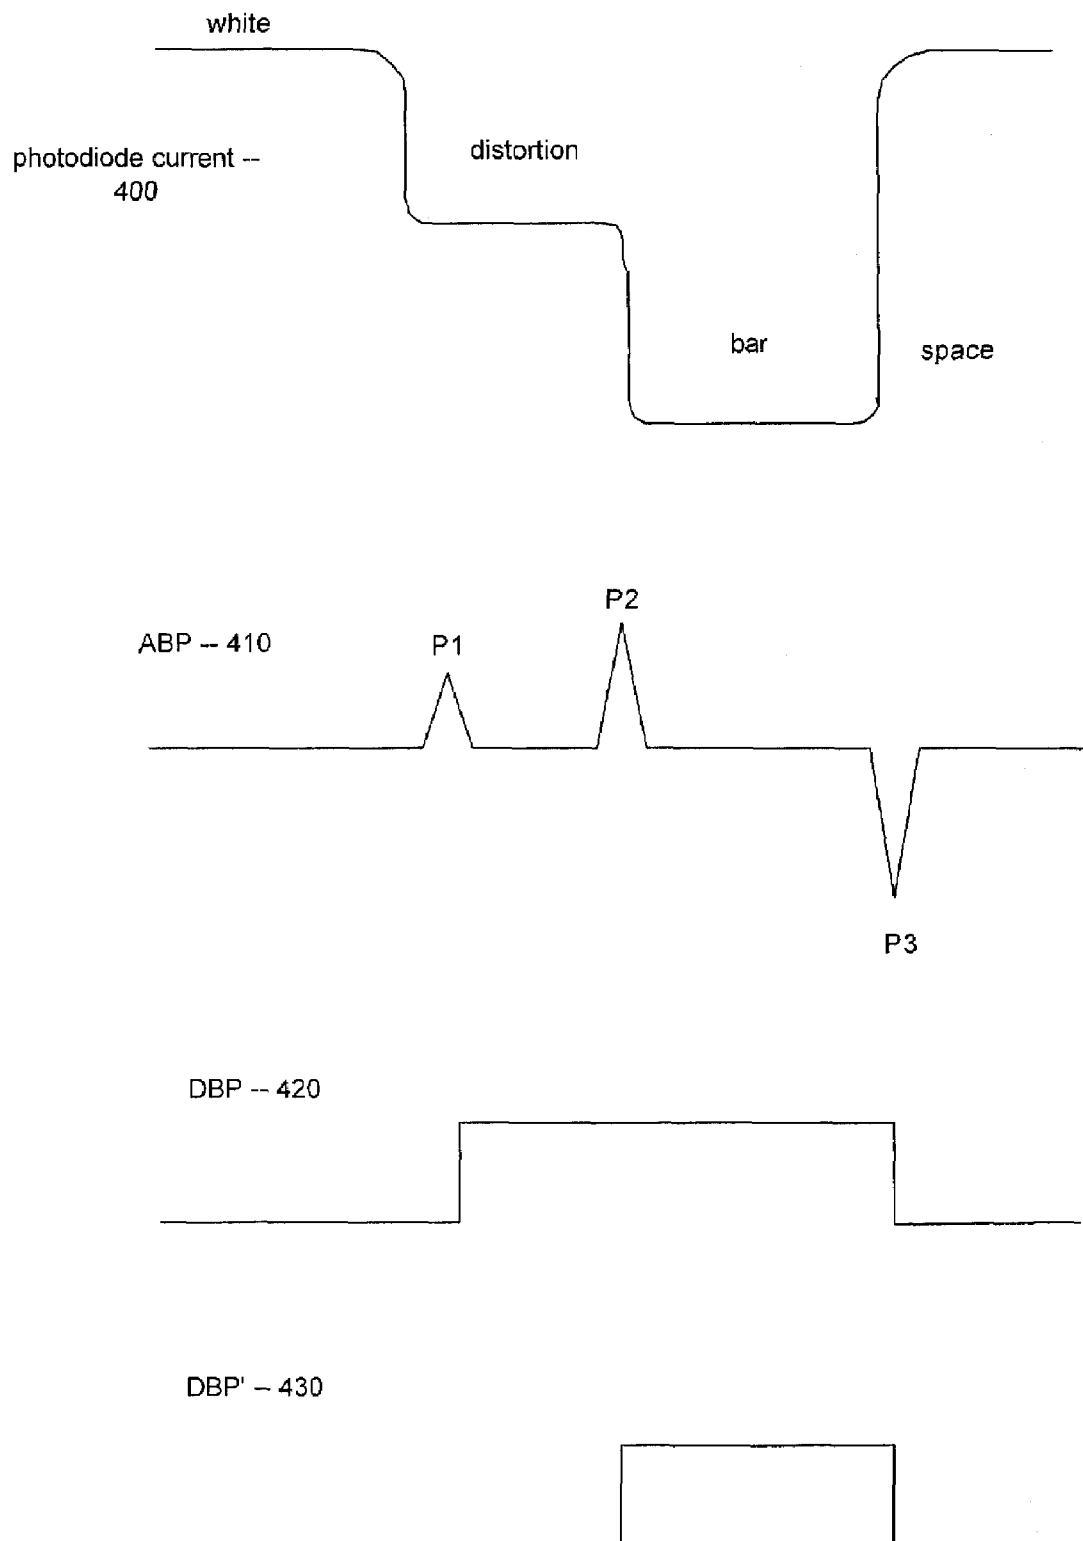 white
photodiode current --
400
distortion
bar
space
ABP -- 410
P1
P2
P3
DBP -- 420
DBP' -- 430